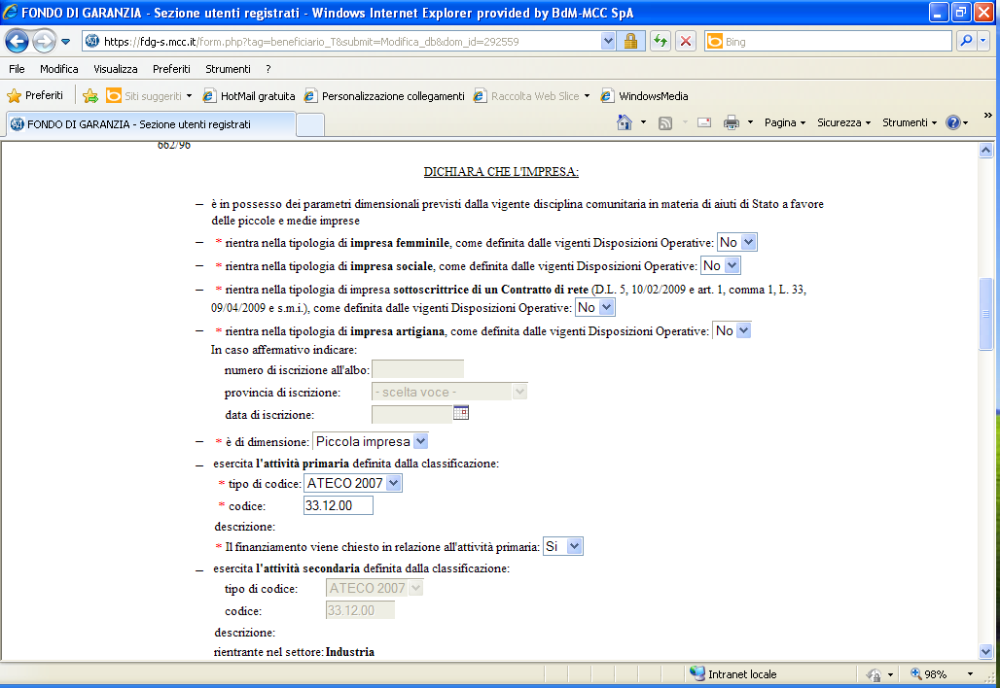 FONDO DI GARANZIA - Sezione utenti registrati - Windows Internet Explorer provided by BdM-MCC SpA
https://fdg-s.mcc.it/form.php?tag=beneficiario_T&submit=Modifica_db&dom_id=292559
Bing
File Modifica Visualizza Preferiti Strumenti ?
Preferiti Siti suggeriti HotMail gratuita Personalizzazione collegamenti Raccolta Web Slice WindowsMedia
FONDO DI GARANZIA - Sezione utenti registrati
Pagina Sicurezza Strumenti »
662/96
DICHIARA CHE L'IMPRESA:
– è in possesso dei parametri dimensionali previsti dalla vigente disciplina comunitaria in materia di aiuti di Stato a favore
delle piccole e medie imprese
– * rientra nella tipologia di impresa femminile, come definita dalle vigenti Disposizioni Operative: No
– * rientra nella tipologia di impresa sociale, come definita dalle vigenti Disposizioni Operative: No
– * rientra nella tipologia di impresa sottoscrittrice di un Contratto di rete (D.L. 5, 10/02/2009 e art. 1, comma 1, L. 33,
09/04/2009 e s.m.i.), come definita dalle vigenti Disposizioni Operative: No
– * rientra nella tipologia di impresa artigiana, come definita dalle vigenti Disposizioni Operative: No
In caso affermativo indicare:
numero di iscrizione all'albo:
provincia di iscrizione: - scelta voce -
data di iscrizione:
– * è di dimensione: Piccola impresa
– esercita l'attività primaria definita dalla classificazione:
* tipo di codice: ATECO 2007
* codice: 33.12.00
descrizione:
* Il finanziamento viene chiesto in relazione all'attività primaria: Si
– esercita l'attività secondaria definita dalla classificazione:
tipo di codice: ATECO 2007
codice: 33.12.00
descrizione:
rientrante nel settore: Industria
Intranet locale 98%